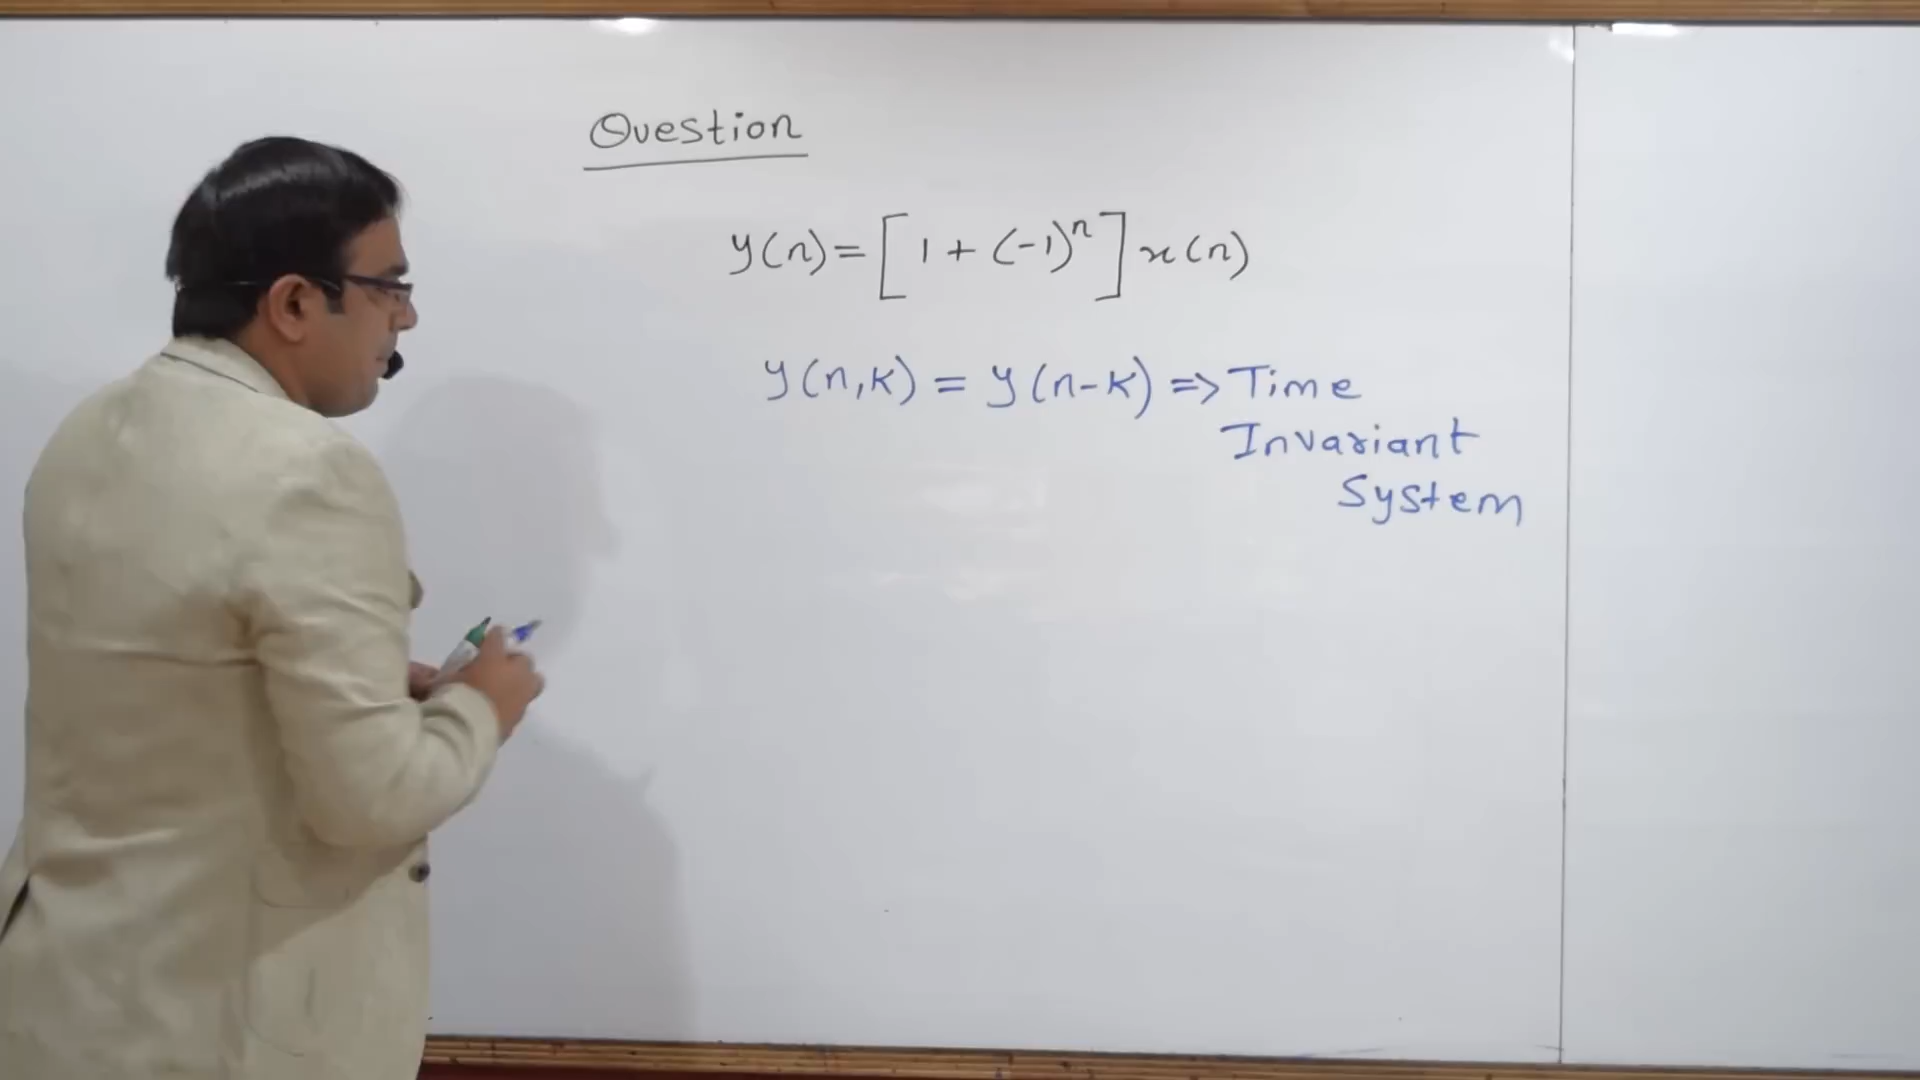 Question
y(n) = [1 + (-1)ⁿ] x(n)
y(n,k) = y(n-k) => Time
Invariant
System